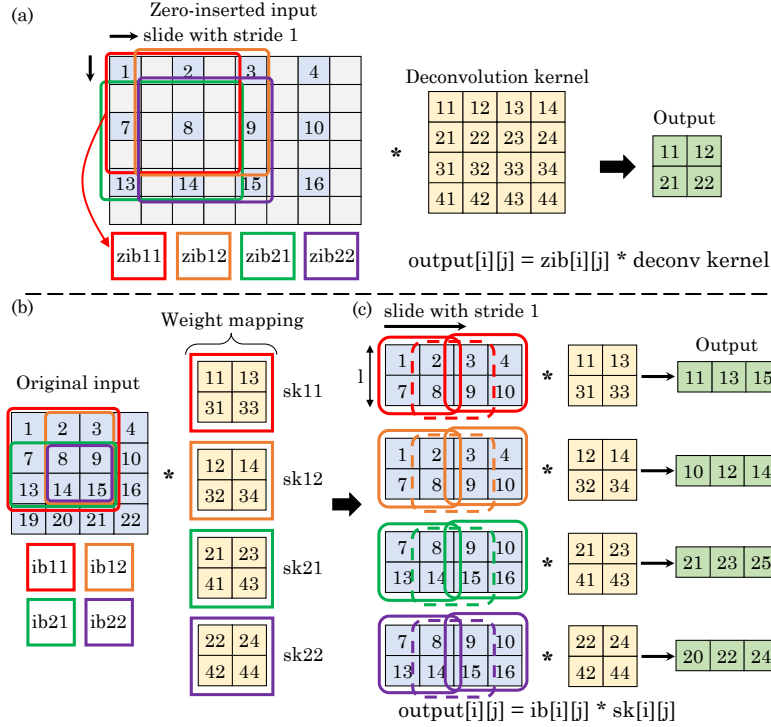 (a)
Zero-inserted input
slide with stride 1
1 2 3 4
7 8 9 10
13 14 15 16
zib11 zib12 zib21 zib22
*
Deconvolution kernel
11 12 13 14
21 22 23 24
31 32 33 34
41 42 43 44
Output
11 12
21 22
output[i][j] = zib[i][j] * deconv kernel
(b)
Original input
1 2 3 4
7 8 9 10
13 14 15 16
19 20 21 22
ib11 ib12
ib21 ib22
*
Weight mapping
11 13
31 33
sk11
12 14
32 34
sk12
21 23
41 43
sk21
22 24
42 44
sk22
(c)
slide with stride 1
l
1 2 3 4
7 8 9 10
*
11 13
31 33
Output
11 13 15
1 2 3 4
7 8 9 10
*
12 14
32 34
10 12 14
7 8 9 10
13 14 15 16
*
21 23
41 43
21 23 25
7 8 9 10
13 14 15 16
*
22 24
42 44
20 22 24
output[i][j] = ib[i][j] * sk[i][j]